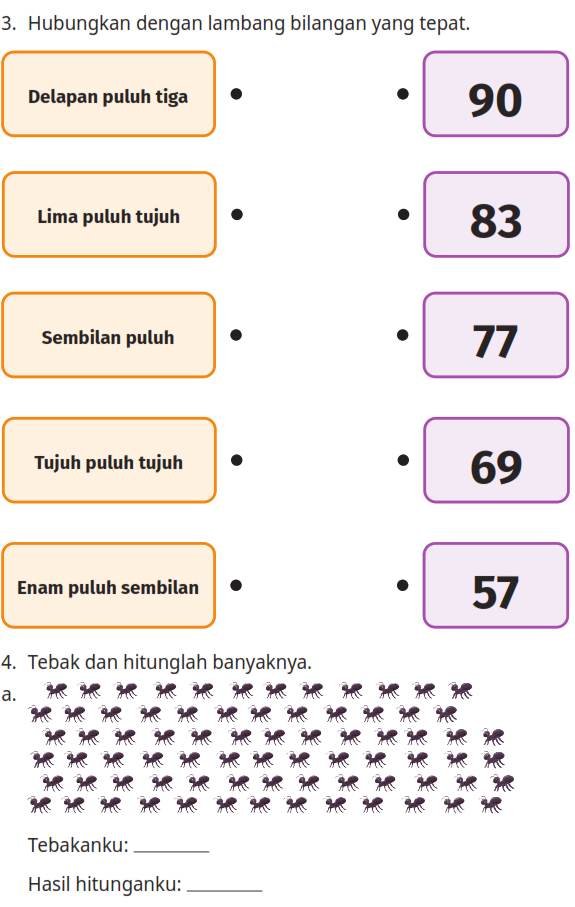 3. Hubungkan dengan lambang bilangan yang tepat.
Delapan puluh tiga
90
Lima puluh tujuh
83
Sembilan puluh
77
Tujuh puluh tujuh
69
Enam puluh sembilan
57
4. Tebak dan hitunglah banyaknya.
a.
Tebakanku: ________
Hasil hitunganku: ________